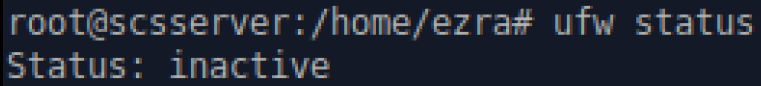 root@scsserver:/home/ezra# ufw status
Status: inactive